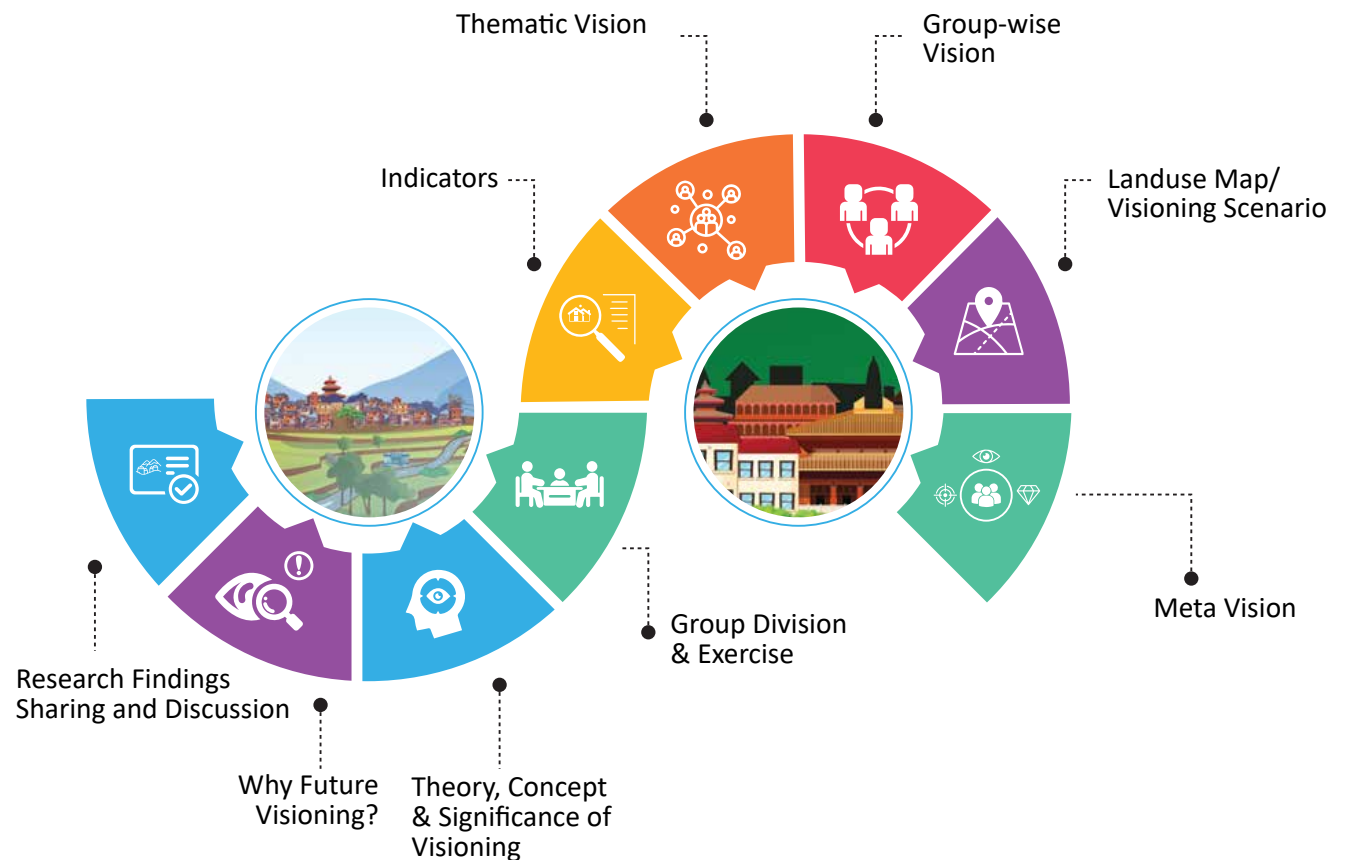 Thematic Vision
Group-wise
Vision
Indicators
Landuse Map/
Visioning Scenario
Research Findings
Sharing and Discussion
Why Future
Visioning?
Theory, Concept
& Significance of
Visioning
Group Division
& Exercise
Meta Vision